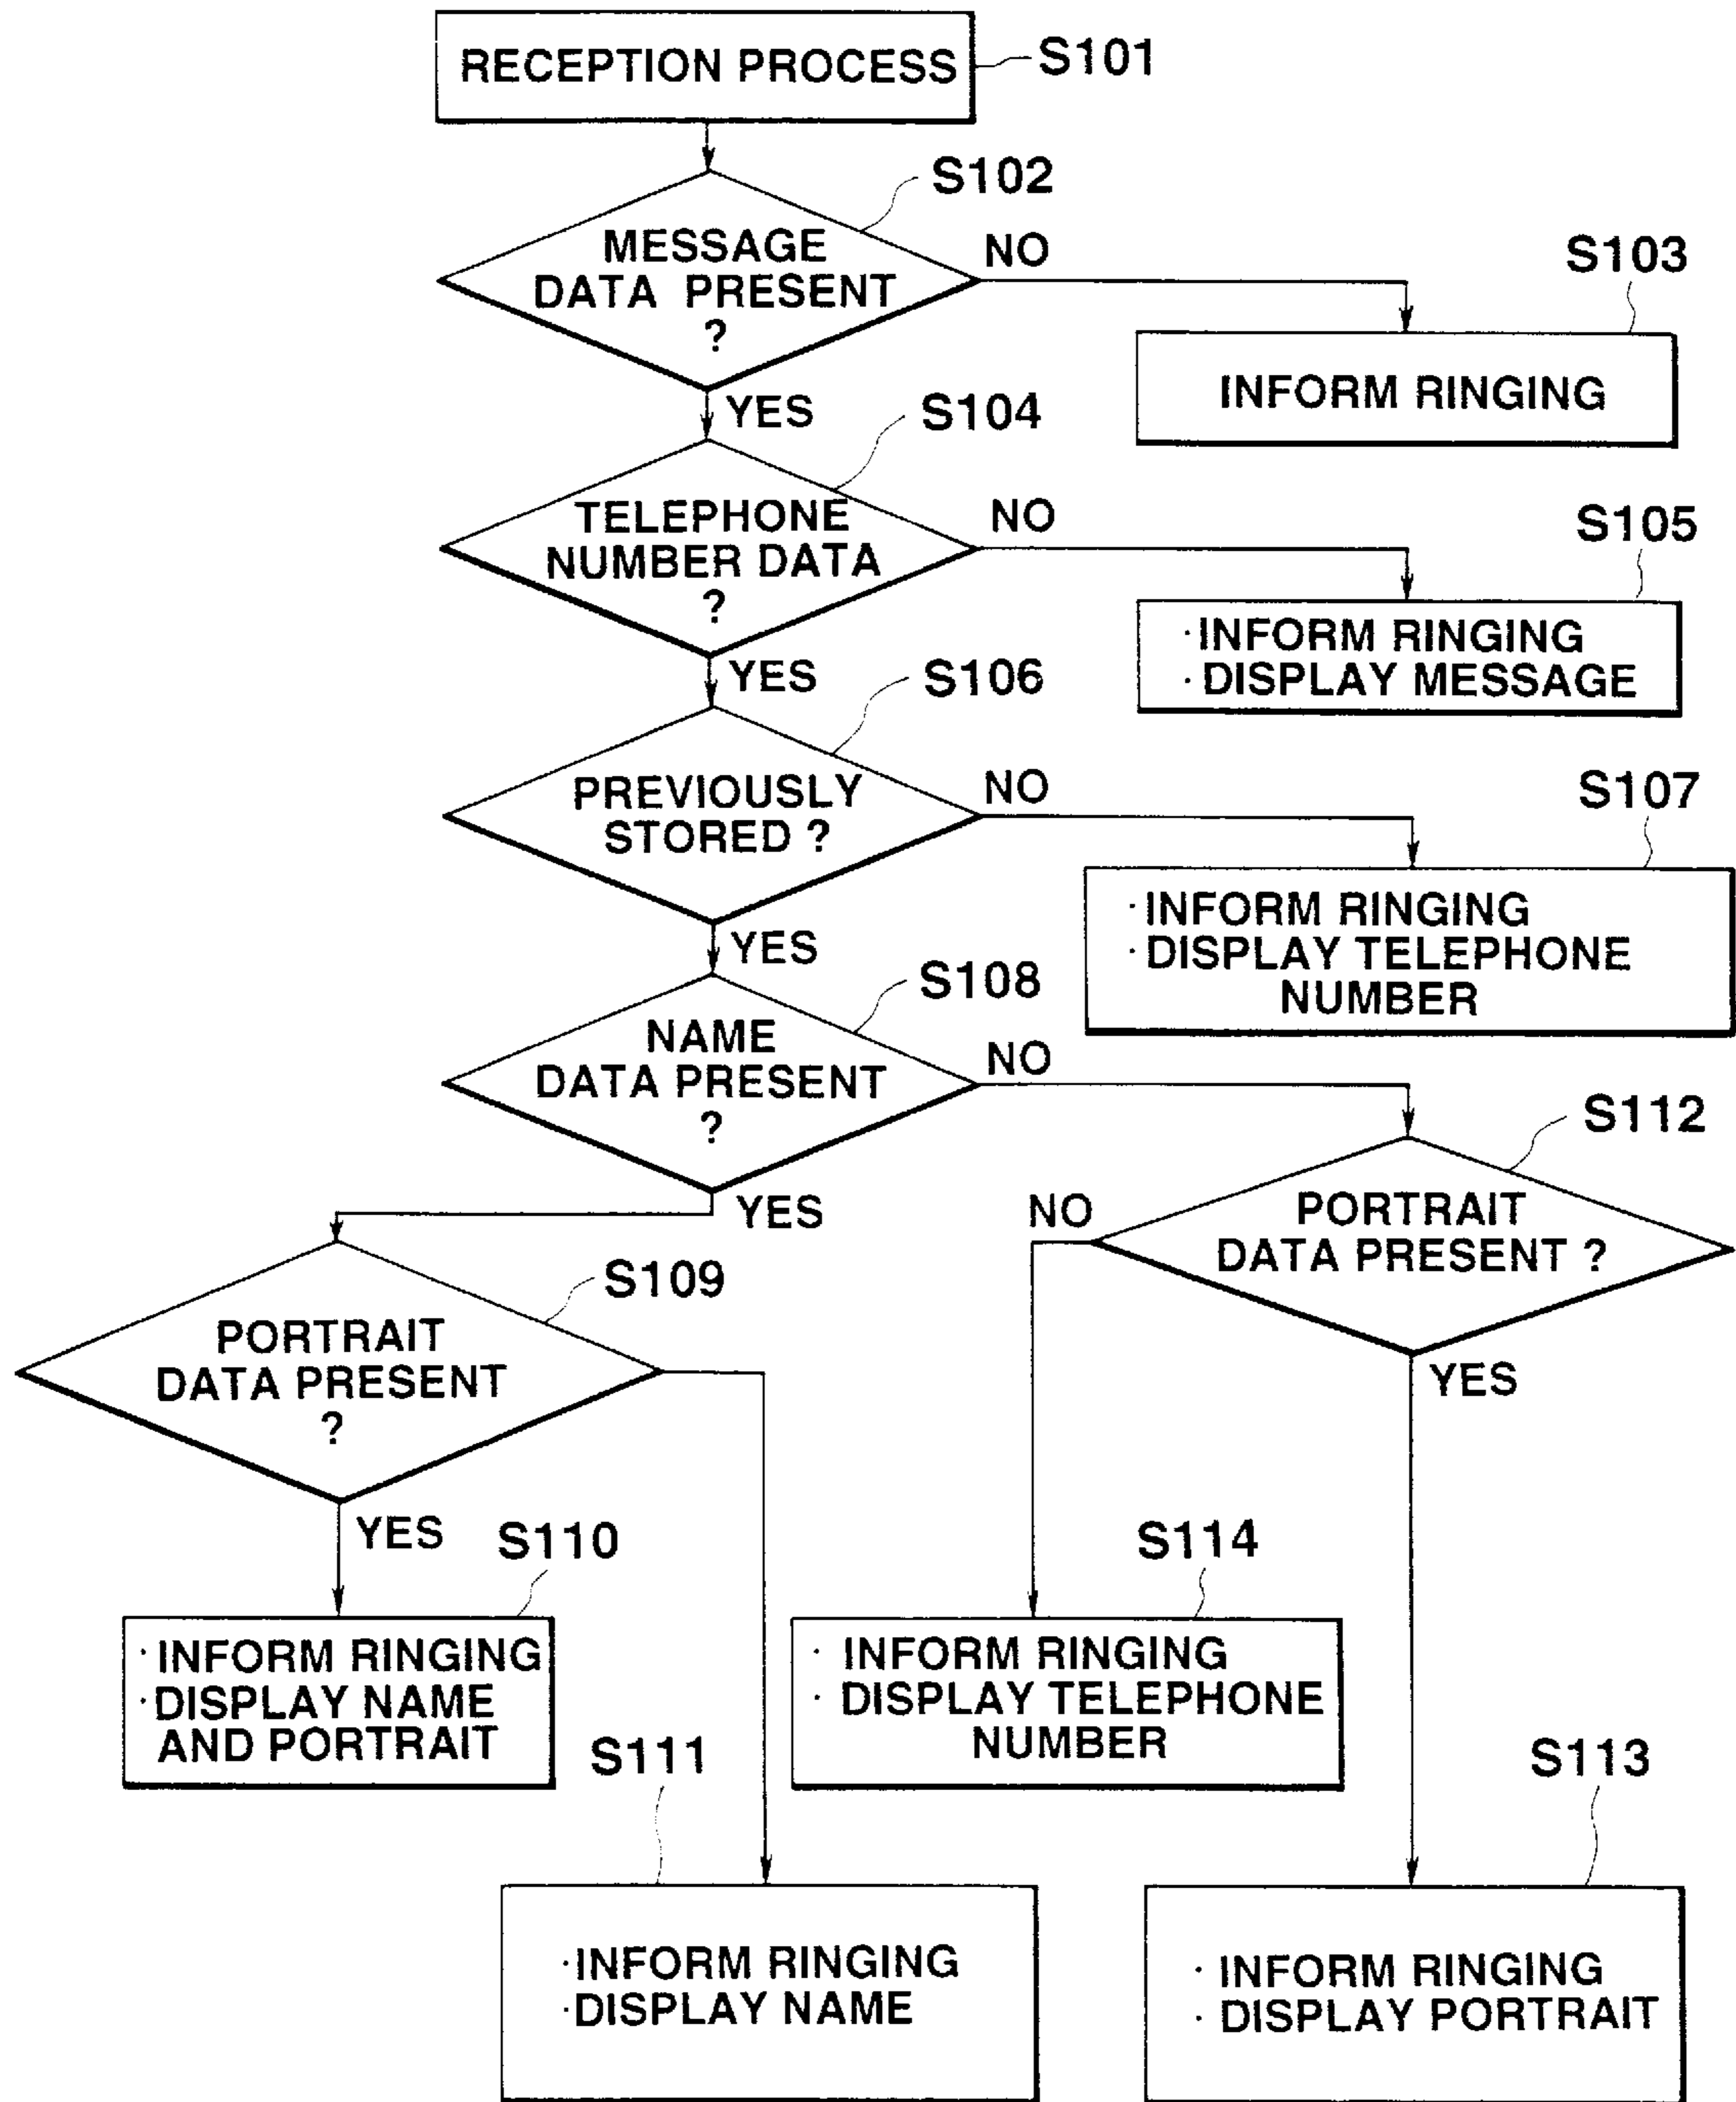 RECEPTION PROCESS
S101
S102
MESSAGE
DATA PRESENT
?
NO
S103
INFORM RINGING
YES
S104
TELEPHONE
NUMBER DATA
?
NO
S105
·INFORM RINGING
·DISPLAY MESSAGE
YES
S106
PREVIOUSLY
STORED ?
NO
S107
·INFORM RINGING
·DISPLAY TELEPHONE
NUMBER
YES
S108
NAME
DATA PRESENT
?
NO
S112
PORTRAIT
DATA PRESENT ?
NO
YES
YES
S109
PORTRAIT
DATA PRESENT
?
YES
S110
·INFORM RINGING
·DISPLAY NAME
AND PORTRAIT
S114
· INFORM RINGING
· DISPLAY TELEPHONE
NUMBER
S111
·INFORM RINGING
·DISPLAY NAME
S113
· INFORM RINGING
· DISPLAY PORTRAIT